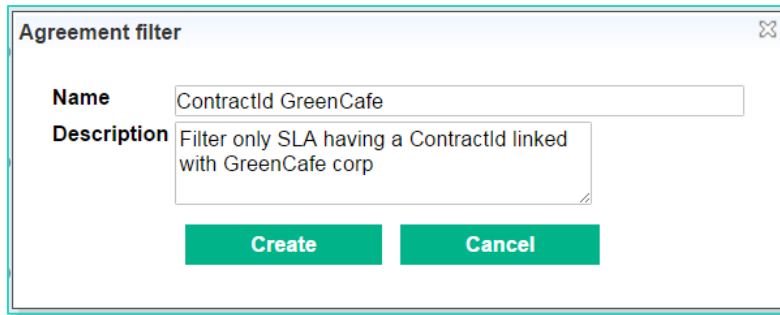 Agreement filter
Name ContractId GreenCafe
Description Filter only SLA having a ContractId linked
with GreenCafe corp
Create Cancel